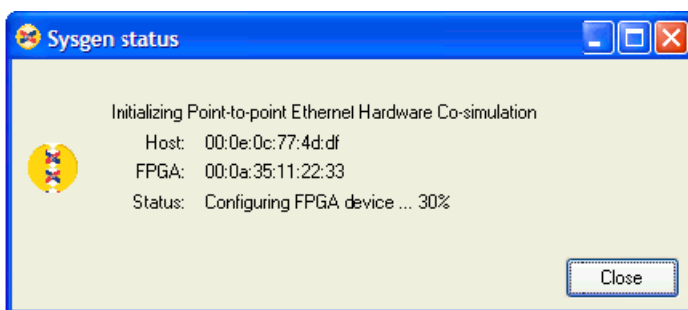 Sysgen status
Initializing Point-to-point Ethernet Hardware Co-simulation
Host: 00:0e:0c:77:4d:df
FPGA: 00:0a:35:11:22:33
Status: Configuring FPGA device ... 30%
Close